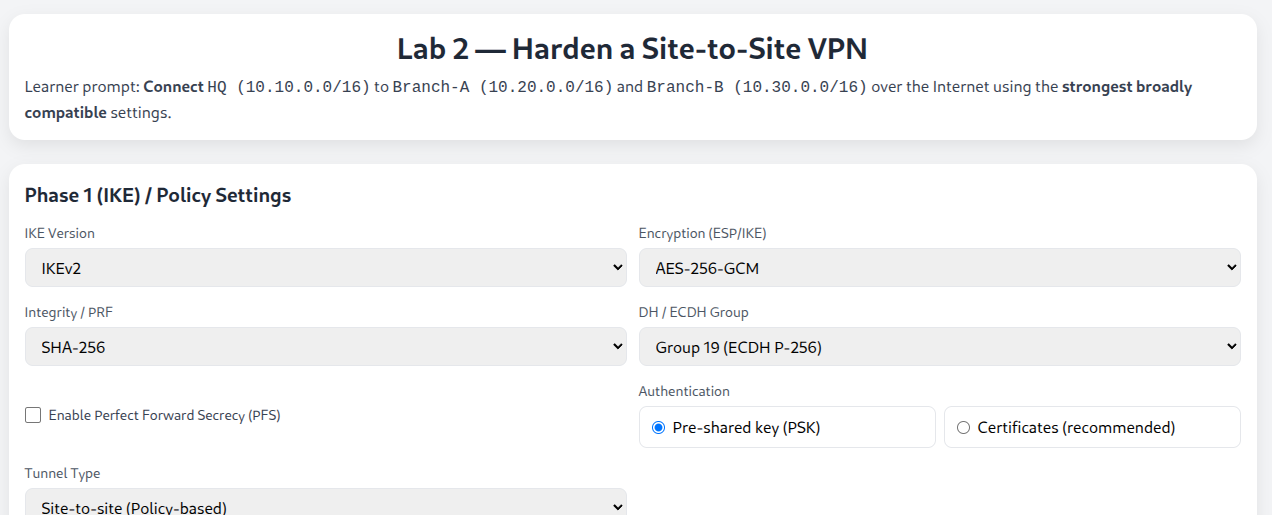 Lab 2 — Harden a Site-to-Site VPN
Learner prompt: Connect HQ (10.10.0.0/16) to Branch-A (10.20.0.0/16) and Branch-B (10.30.0.0/16) over the Internet using the strongest broadly
compatible settings.
Phase 1 (IKE) / Policy Settings
IKE Version
Encryption (ESP/IKE)
IKEv2
AES-256-GCM
Integrity / PRF
DH / ECDH Group
SHA-256
Group 19 (ECDH P-256)
Authentication
Enable Perfect Forward Secrecy (PFS)
Pre-shared key (PSK)
Certificates (recommended)
Tunnel Type
Site-to-site (Policy-based)